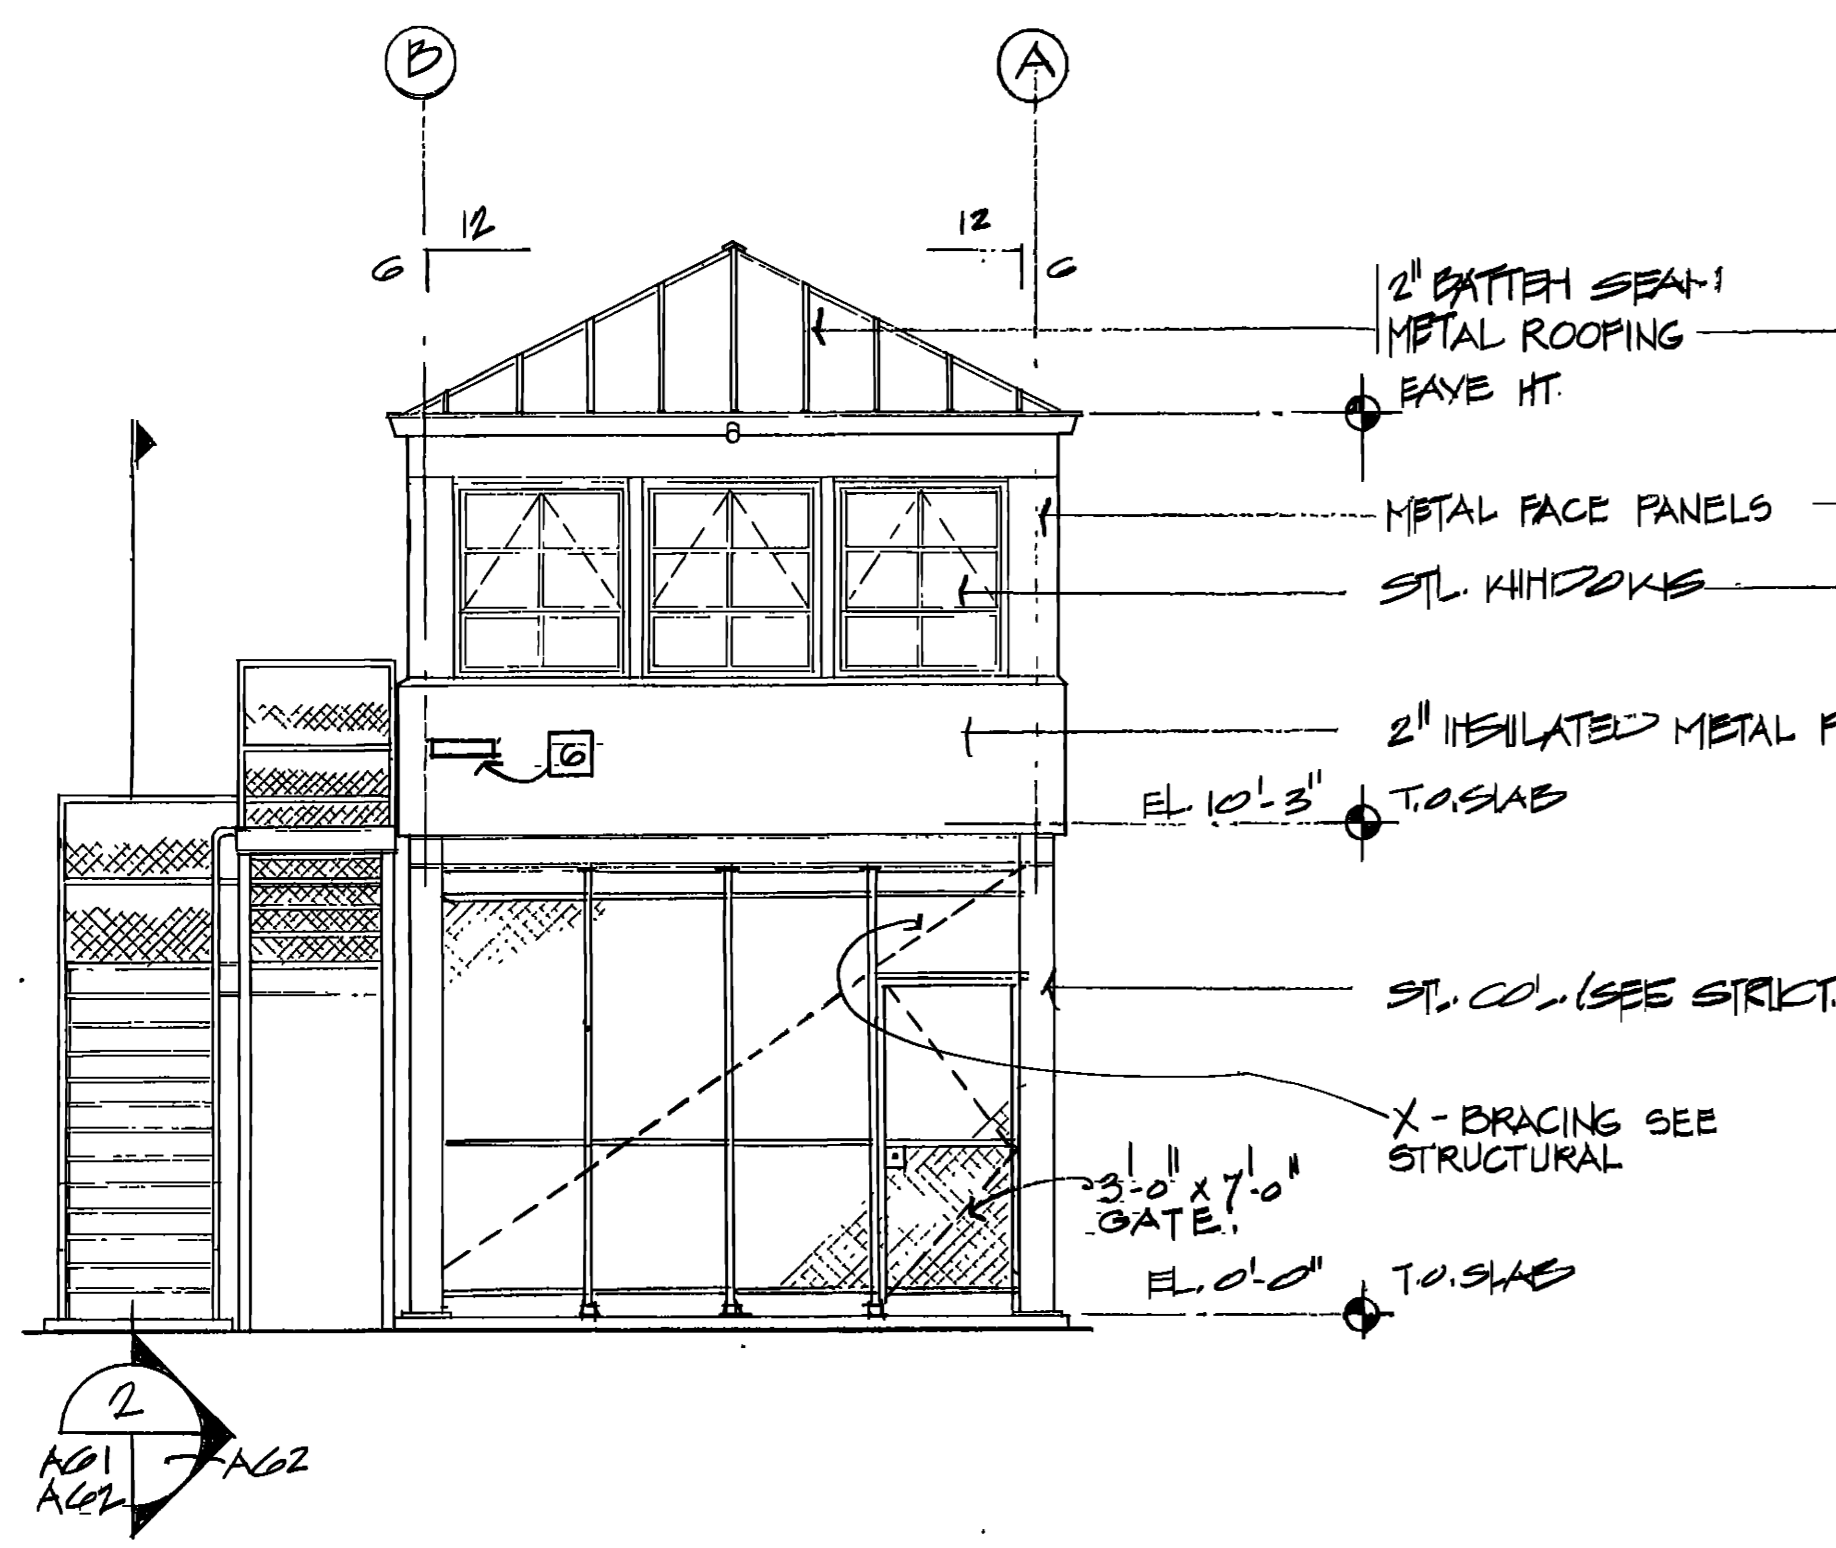 B
A
12
12
6
6
2" BATTEN SEAM
METAL ROOFING
EAVE HT.
METAL FACE PANELS
STL. WINDOWS
6
2" INSULATED METAL P
EL. 10'-3"
T.O.SLAB
ST. COL. (SEE STRUCT.
X-BRACING SEE
STRUCTURAL
3'-0" x 7'-0"
GATE.
EL. 0'-0"
T.O.SLAB
2
A61
A62
A62